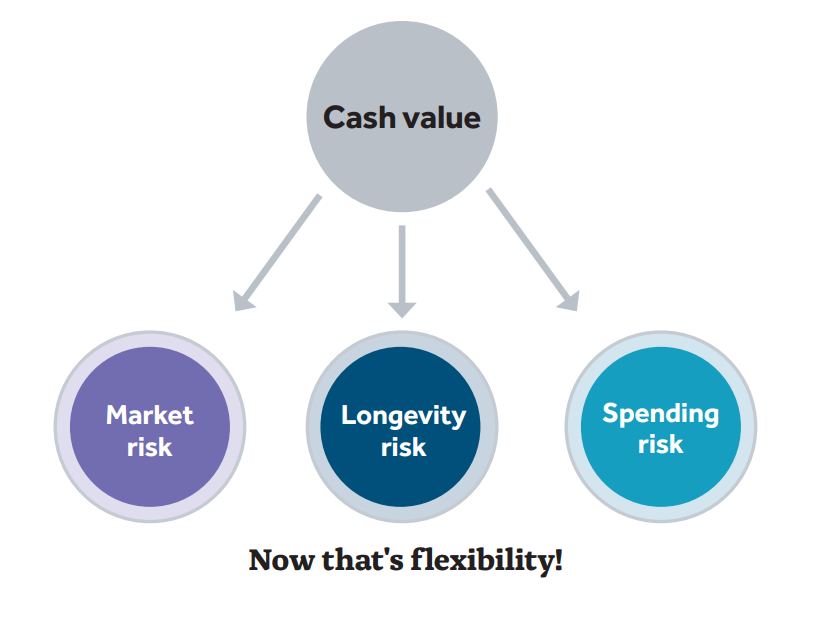 Cash value
Market
risk
Longevity
risk
Spending
risk
Now that's flexibility!